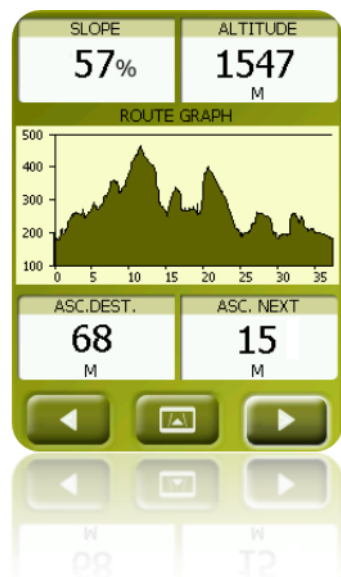 SLOPE ALTITUDE
57% 1547
M
ROUTE GRAPH
500
400
300
200
100
0 5 10 15 20 25 30 35
ASC.DEST. ASC. NEXT
68 15
M M